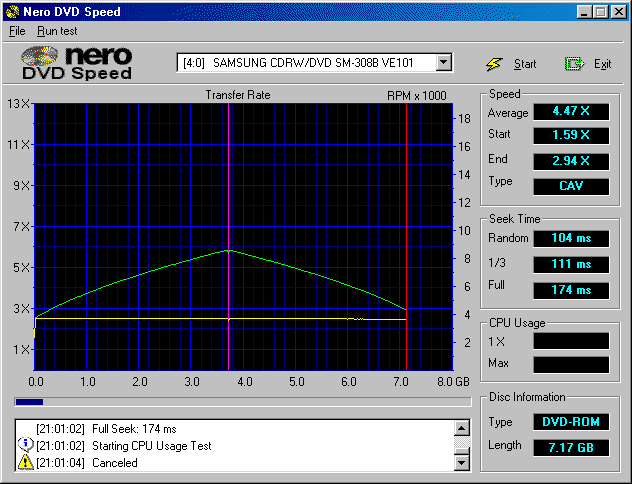 Nero DVD Speed
File Run test
nero
DVD Speed
[4:0] SAMSUNG CDRW/DVD SM-308B VE101
Start
Exit
Transfer Rate
RPM x 1000
13X
11X
9X
7X
5X
3X
1X
18
16
14
12
10
8
6
4
2
0.0 1.0 2.0 3.0 4.0 5.0 6.0 7.0 8.0 GB
Speed
Average 4.47 X
Start 1.59 X
End 2.94 X
Type CAV
Seek Time
Random 104 ms
1/3 111 ms
Full 174 ms
CPU Usage
1 X
Max
Disc Information
Type DVD-ROM
Length 7.17 GB
[21:01:02] Full Seek: 174 ms
[21:01:02] Starting CPU Usage Test
[21:01:04] Canceled